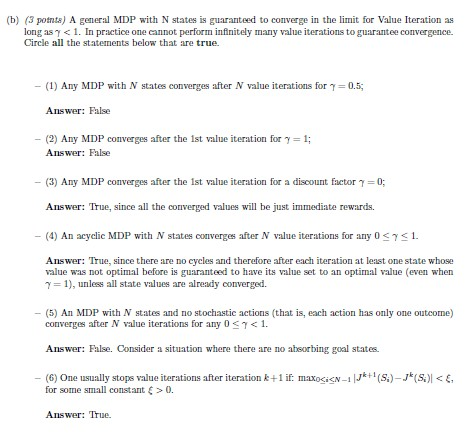 (b) (3 points) A general MDP with N states is guaranteed to converge in the limit for Value Iteration as
long as γ < 1. In practice one cannot perform infinitely many value iterations to guarantee convergence.
Circle all the statements below that are true.
– (1) Any MDP with N states converges after N value iterations for γ = 0.5;
Answer: False
– (2) Any MDP converges after the 1st value iteration for γ = 1;
Answer: False
– (3) Any MDP converges after the 1st value iteration for a discount factor γ = 0;
Answer: True, since all the converged values will be just immediate rewards.
– (4) An acyclic MDP with N states converges after N value iterations for any 0 ≤ γ ≤ 1.
Answer: True, since there are no cycles and therefore after each iteration at least one state whose
value was not optimal before is guaranteed to have its value set to an optimal value (even when
γ = 1), unless all state values are already converged.
– (5) An MDP with N states and no stochastic actions (that is, each action has only one outcome)
converges after N value iterations for any 0 ≤ γ < 1.
Answer: False. Consider a situation where there are no absorbing goal states.
– (6) One usually stops value iterations after iteration k+1 if: max₀≤ᵢ≤N−1 |Jᵏ⁺¹(Sᵢ) − Jᵏ(Sᵢ)| < ξ,
for some small constant ξ > 0.
Answer: True.